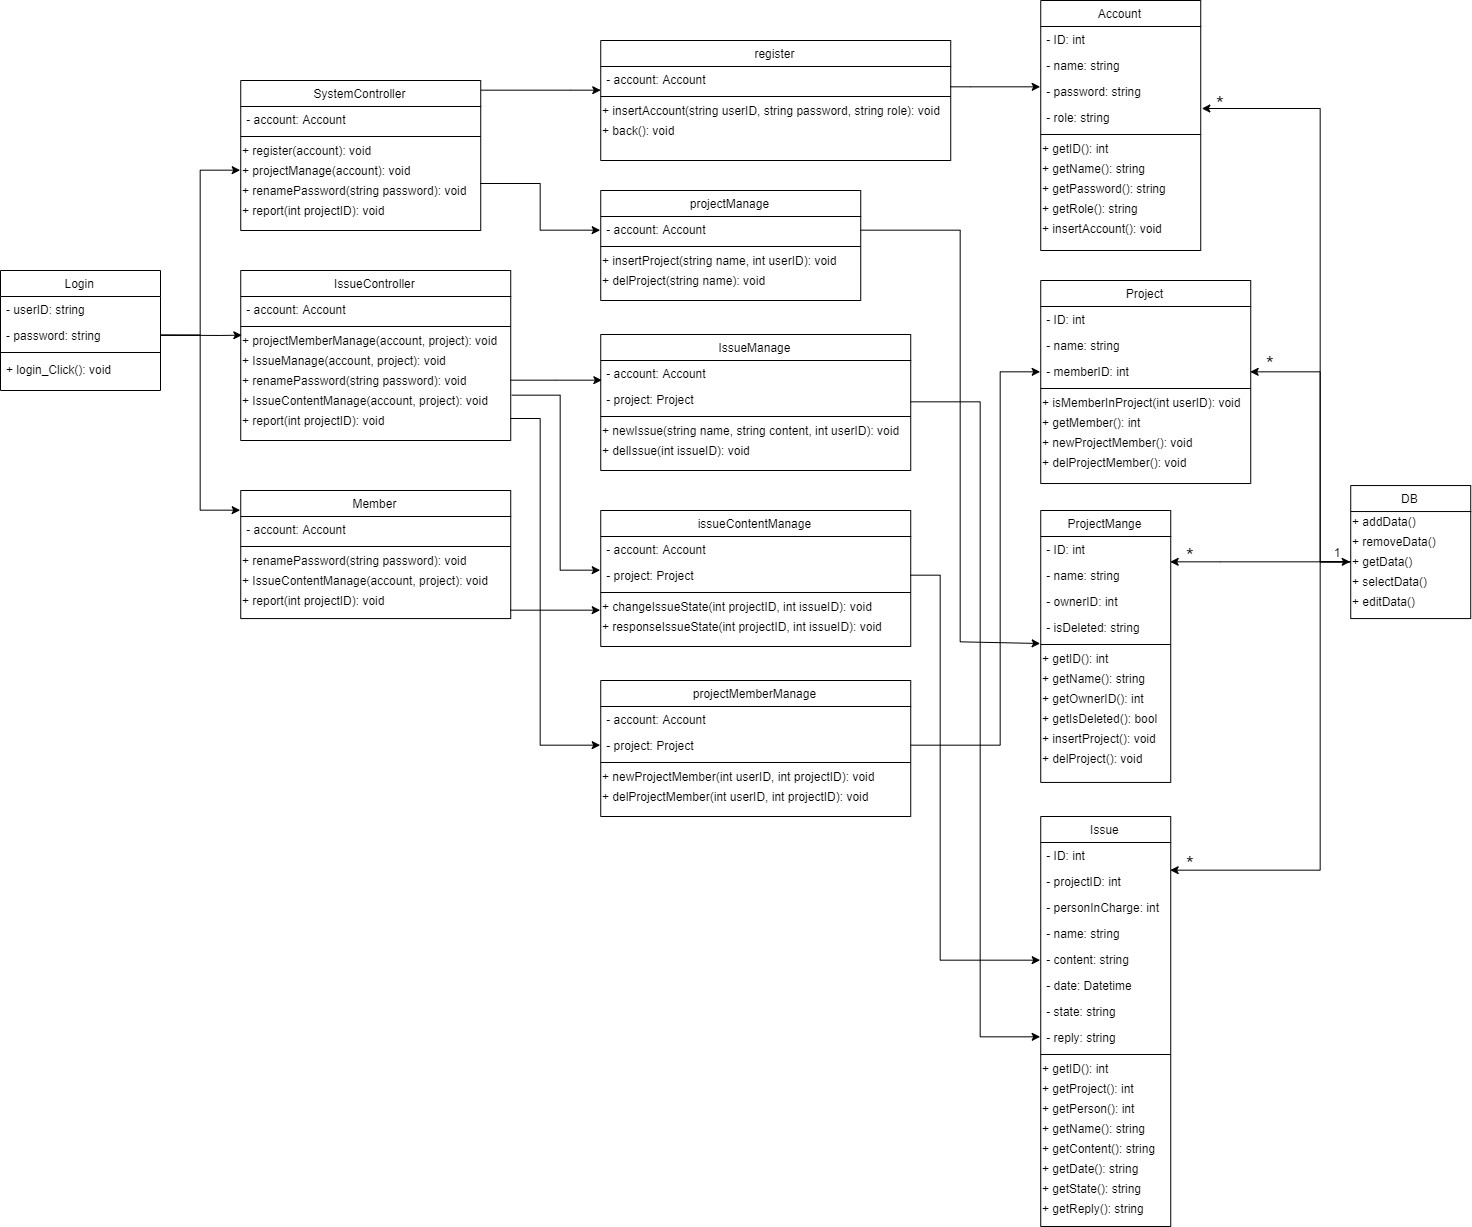 Login
- userID: string
- password: string
+ login_Click(): void
SystemController
- account: Account
+ register(account): void
+ projectManage(account): void
+ renamePassword(string password): void
+ report(int projectID): void
IssueController
- account: Account
+ projectMemberManage(account, project): void
+ IssueManage(account, project): void
+ renamePassword(string password): void
+ IssueContentManage(account, project): void
+ report(int projectID): void
Member
- account: Account
+ renamePassword(string password): void
+ IssueContentManage(account, project): void
+ report(int projectID): void
register
- account: Account
+ insertAccount(string userID, string password, string role): void
+ back(): void
projectManage
- account: Account
+ insertProject(string name, int userID): void
+ delProject(string name): void
IssueManage
- account: Account
- project: Project
+ newIssue(string name, string content, int userID): void
+ delIssue(int issueID): void
issueContentManage
- account: Account
- project: Project
+ changeIssueState(int projectID, int issueID): void
+ responseIssueState(int projectID, int issueID): void
projectMemberManage
- account: Account
- project: Project
+ newProjectMember(int userID, int projectID): void
+ delProjectMember(int userID, int projectID): void
Account
- ID: int
- name: string
- password: string
- role: string
+ getID(): int
+ getName(): string
+ getPassword(): string
+ getRole(): string
+ insertAccount(): void
*
Project
- ID: int
- name: string
- memberID: int
+ isMemberInProject(int userID): void
+ getMember(): int
+ newProjectMember(): void
+ delProjectMember(): void
*
ProjectMange
- ID: int
- name: string
- ownerID: int
- isDeleted: string
+ getID(): int
+ getName(): string
+ getOwnerID(): int
+ getIsDeleted(): bool
+ insertProject(): void
+ delProject(): void
*
Issue
- ID: int
- projectID: int
- personInCharge: int
- name: string
- content: string
- date: Datetime
- state: string
- reply: string
+ getID(): int
+ getProject(): int
+ getPerson(): int
+ getName(): string
+ getContent(): string
+ getDate(): string
+ getState(): string
+ getReply(): string
*
1
DB
+ addData()
+ removeData()
+ getData()
+ selectData()
+ editData()